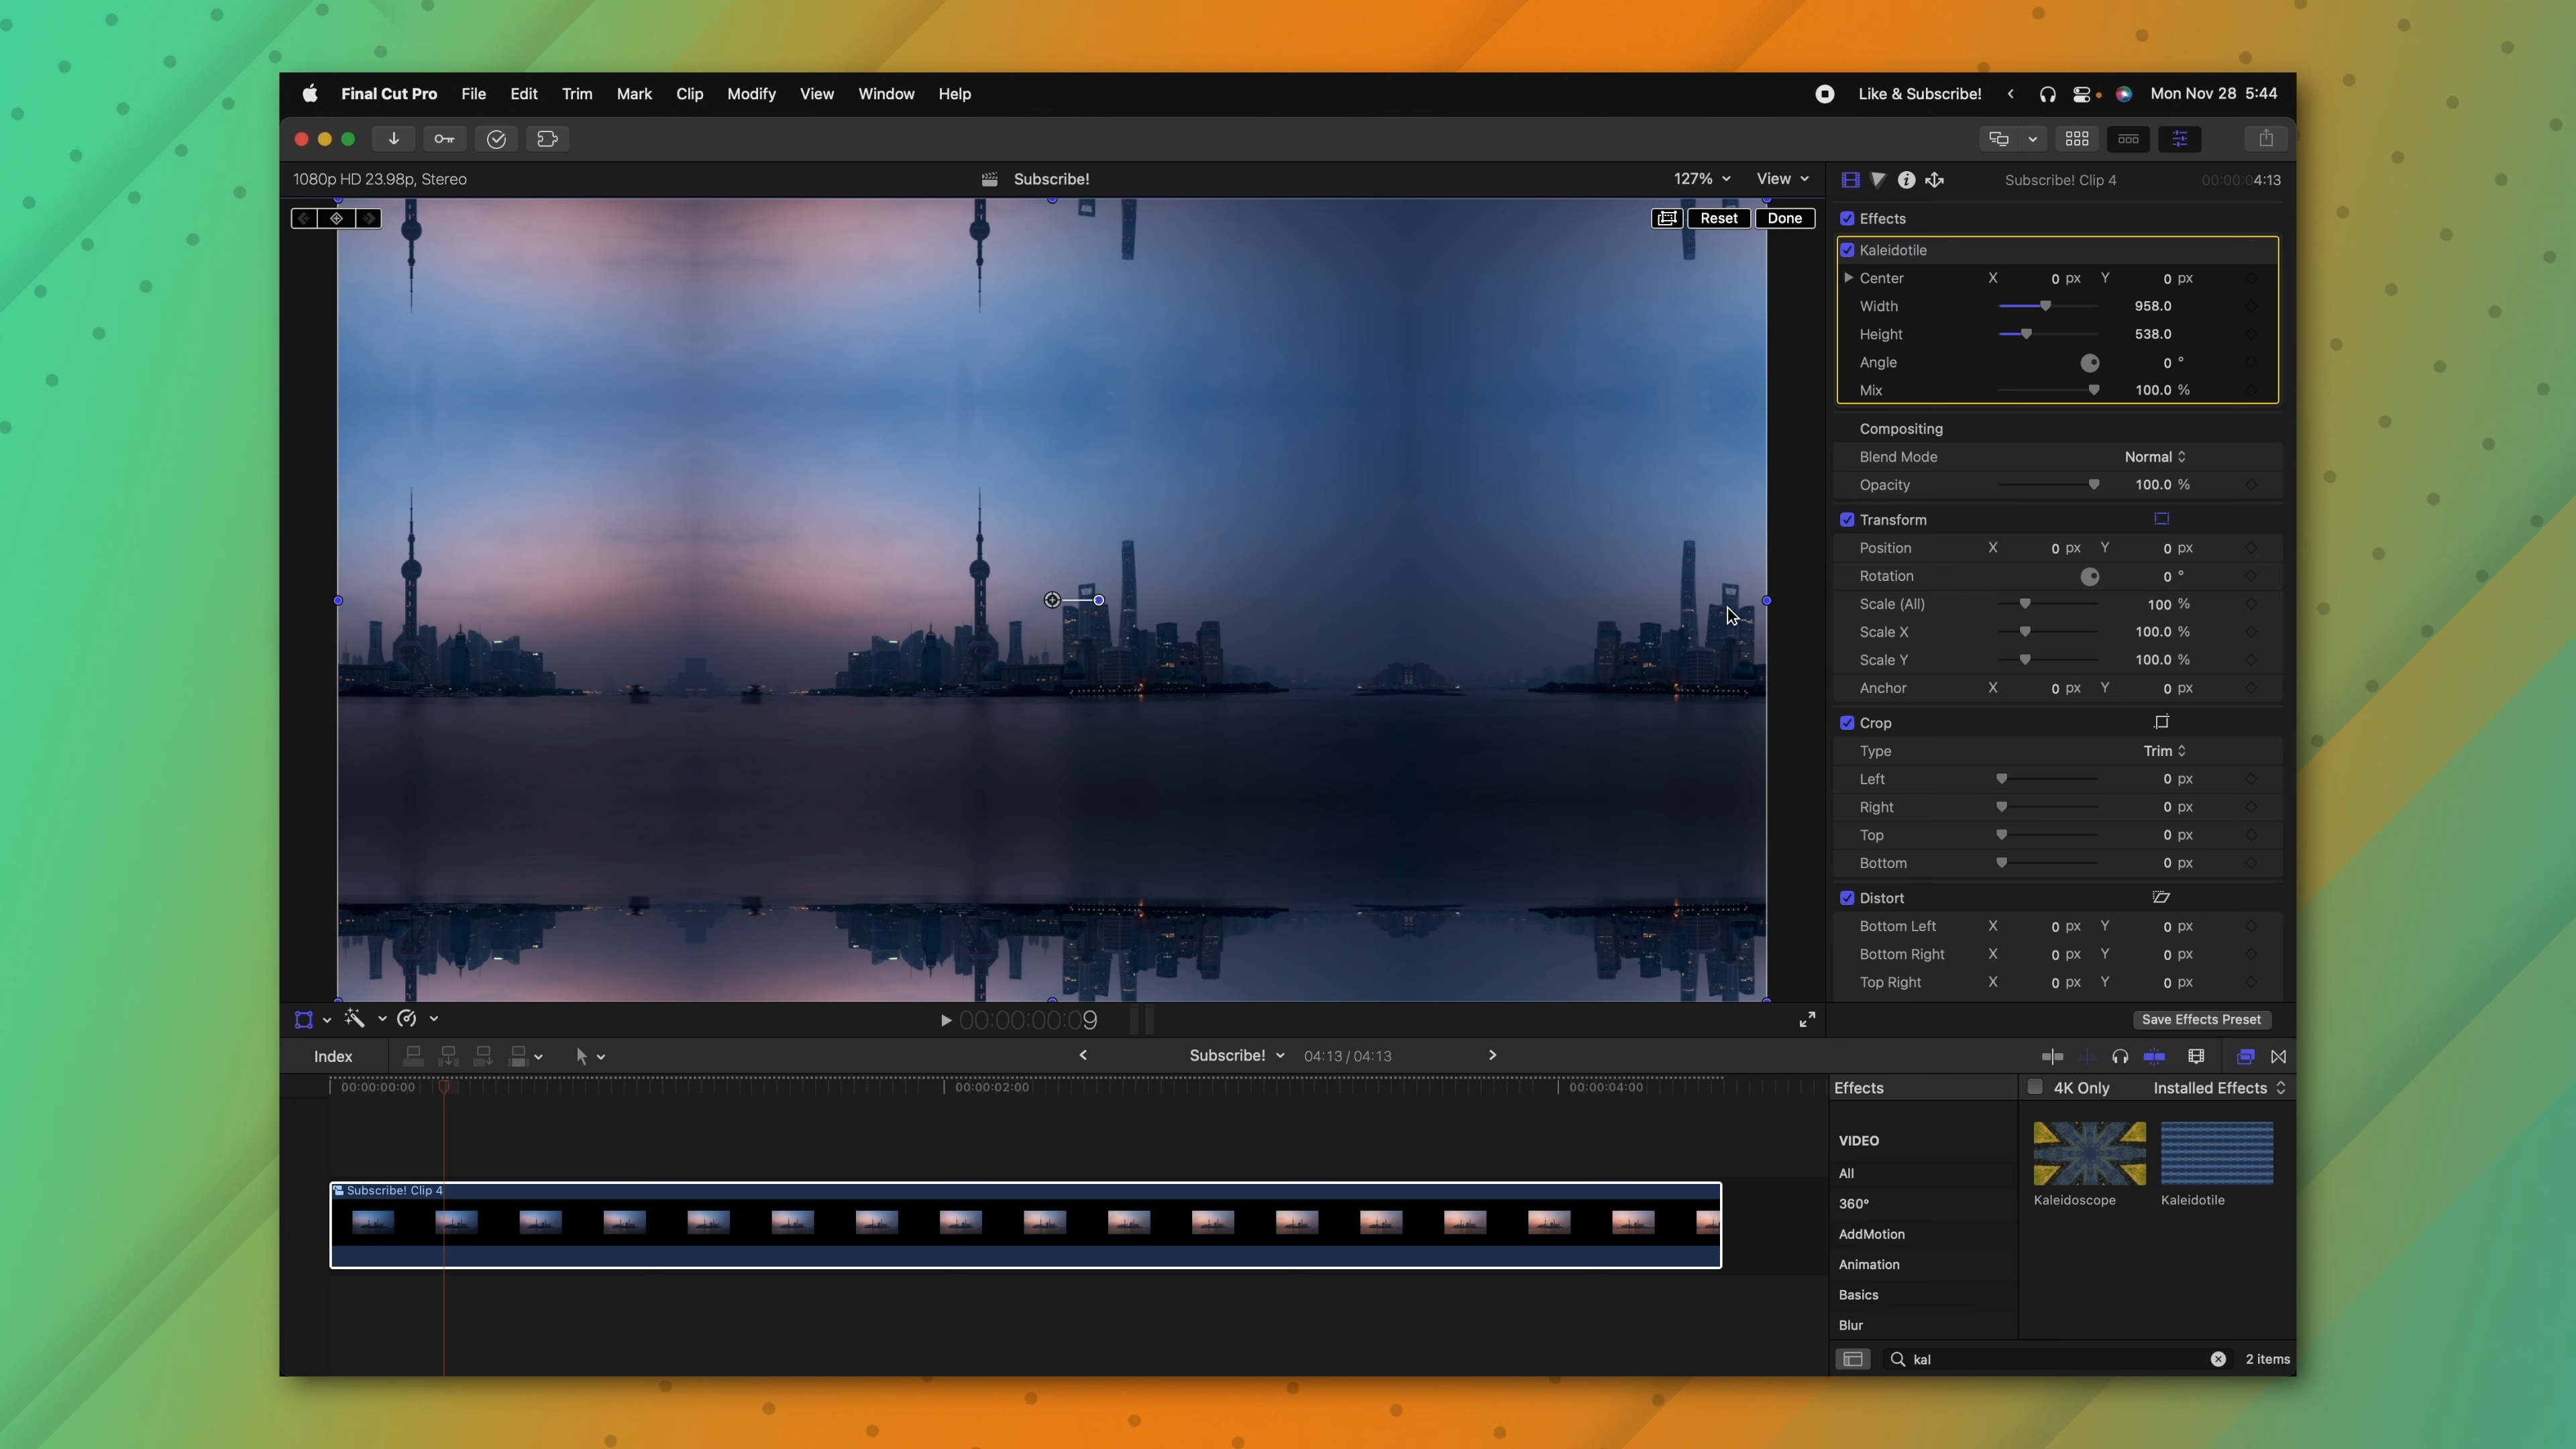 Final Cut Pro File Edit Trim Mark Clip Modify View Window Help Like & Subscribe! Mon Nov 28 5:44
1080p HD 23.98p, Stereo Subscribe! 127% View Subscribe! Clip 4 00:00:04:13
Reset Done
Effects
Kaleidotile
Center X 0 px Y 0 px
Width 958.0
Height 538.0
Angle 0 °
Mix 100.0 %
Compositing
Blend Mode Normal
Opacity 100.0 %
Transform
Position X 0 px Y 0 px
Rotation 0 °
Scale (All) 100 %
Scale X 100.0 %
Scale Y 100.0 %
Anchor X 0 px Y 0 px
Crop
Type Trim
Left 0 px
Right 0 px
Top 0 px
Bottom 0 px
Distort
Bottom Left X 0 px Y 0 px
Bottom Right X 0 px Y 0 px
Top Right X 0 px Y 0 px
00:00:00:09 Save Effects Preset
Index Subscribe! 04:13 / 04:13
00:00:00:00 00:00:02:00 00:00:04:00
Subscribe! Clip 4
Effects 4K Only Installed Effects
VIDEO
All
360°
AddMotion
Animation
Basics
Blur
Kaleidoscope Kaleidotile
kal 2 items